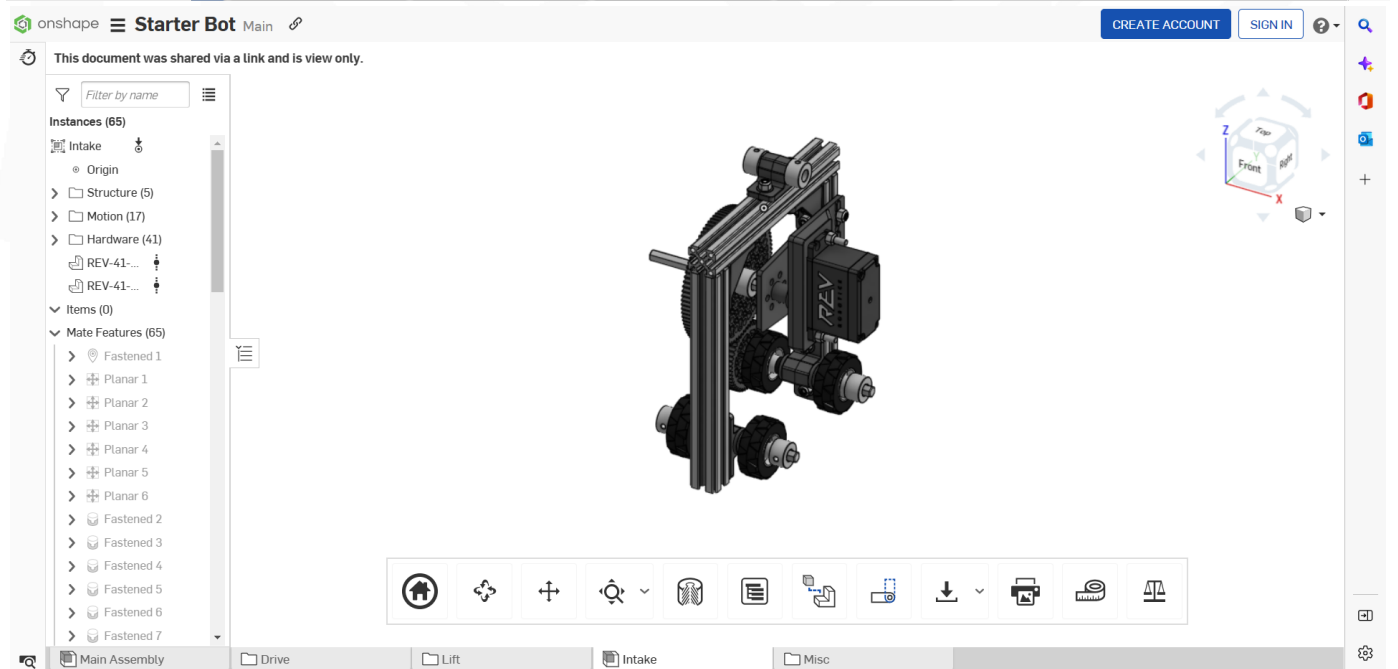 onshape Starter Bot Main CREATE ACCOUNT SIGN IN ?
This document was shared via a link and is view only.
Filter by name
Instances (65)
Intake
Origin
Structure (5)
Motion (17)
Hardware (41)
REV-41-...
REV-41-...
Items (0)
Mate Features (65)
Fastened 1
Planar 1
Planar 2
Planar 3
Planar 4
Planar 5
Planar 6
Fastened 2
Fastened 3
Fastened 4
Fastened 5
Fastened 6
Fastened 7
REV
Z
Top
Y
Front
Right
X
Main Assembly Drive Lift Intake Misc